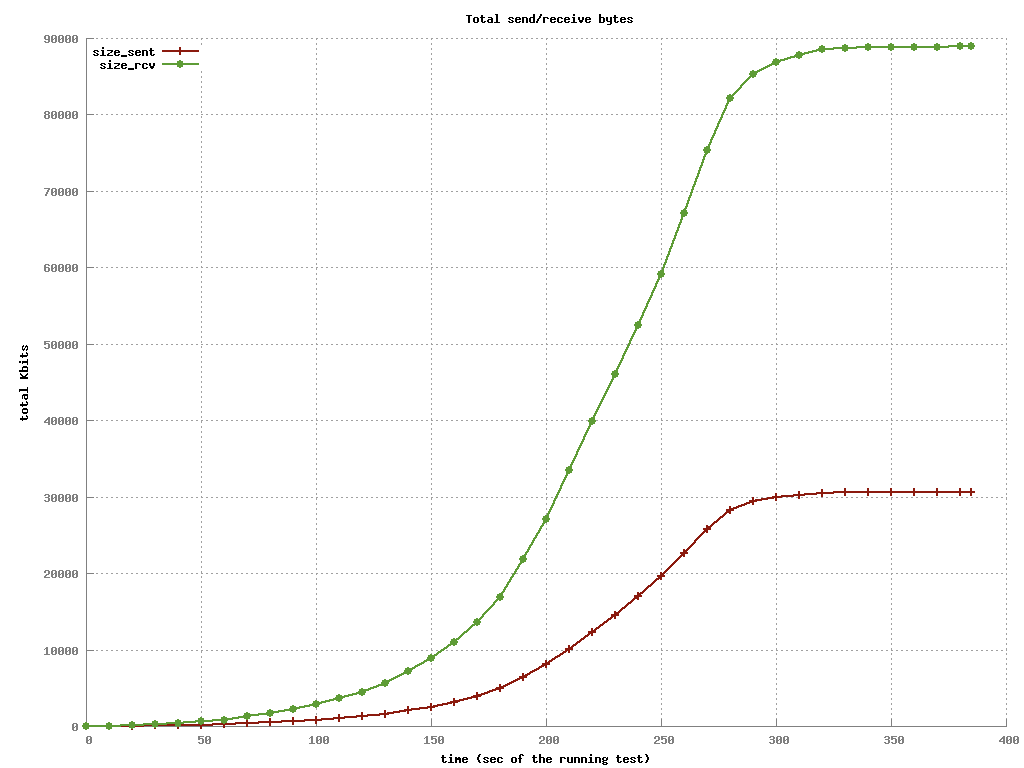 Total send/receive bytes
90000
size_sent
size_rcv
80000
70000
60000
50000
total Kbits
40000
30000
20000
10000
0
0 50 100 150 200 250 300 350 400
time (sec of the running test)